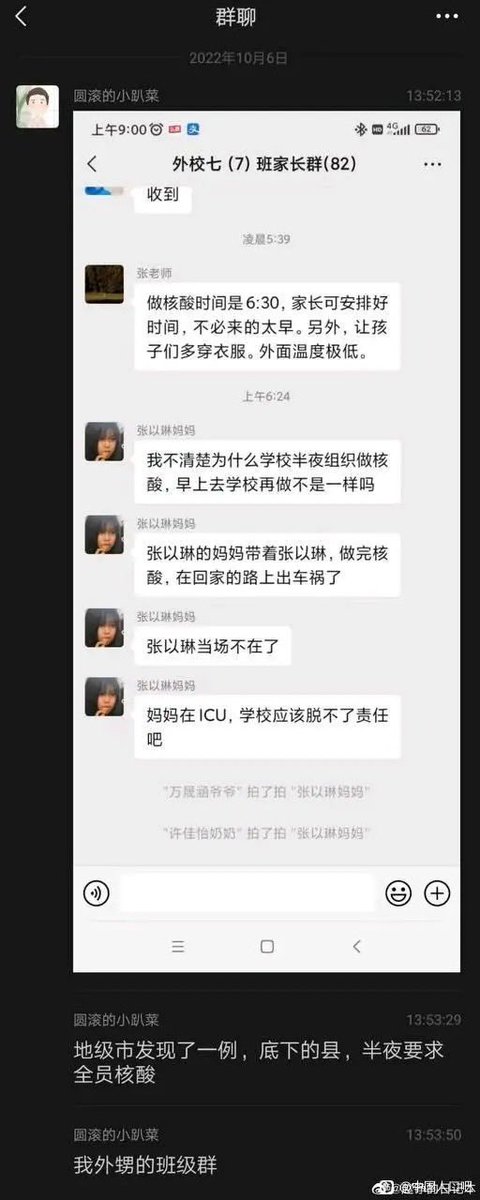 群聊
2022年10月6日
圆滚的小趴菜
13:52:13
上午9:00
4G
62
外校七 (7) 班家长群(82)
收到
凌晨5:39
张老师
做核酸时间是6:30，家长可安排好
时间，不必来的太早。另外，让孩
子们多穿衣服。外面温度极低。
上午6:24
张以琳妈妈
我不清楚为什么学校半夜组织做核
酸，早上去学校再做不是一样吗
张以琳妈妈
张以琳的妈妈带着张以琳，做完核
酸，在回家的路上出车祸了
张以琳妈妈
张以琳当场不在了
张以琳妈妈
妈妈在ICU，学校应该脱不了责任
吧
"万晟涵爷爷" 拍了拍 "张以琳妈妈"
"许佳怡奶奶" 拍了拍 "张以琳妈妈"
圆滚的小趴菜
13:53:29
地级市发现了一例，底下的县，半夜要求
全员核酸
圆滚的小趴菜
13:53:50
我外甥的班级群